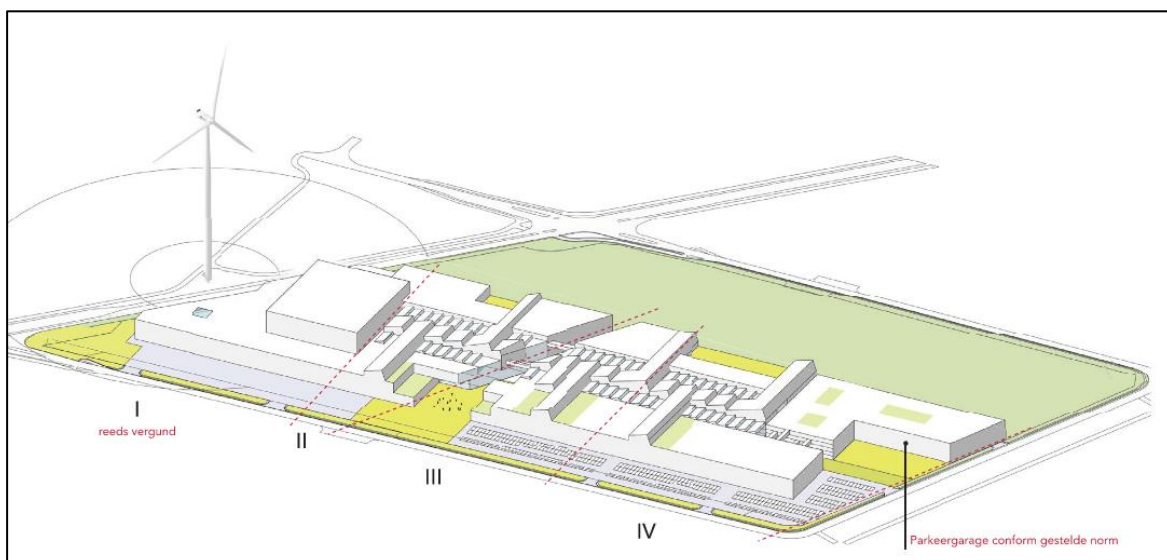 I
reeds vergund
II
III
IV
Parkeergarage conform gestelde norm